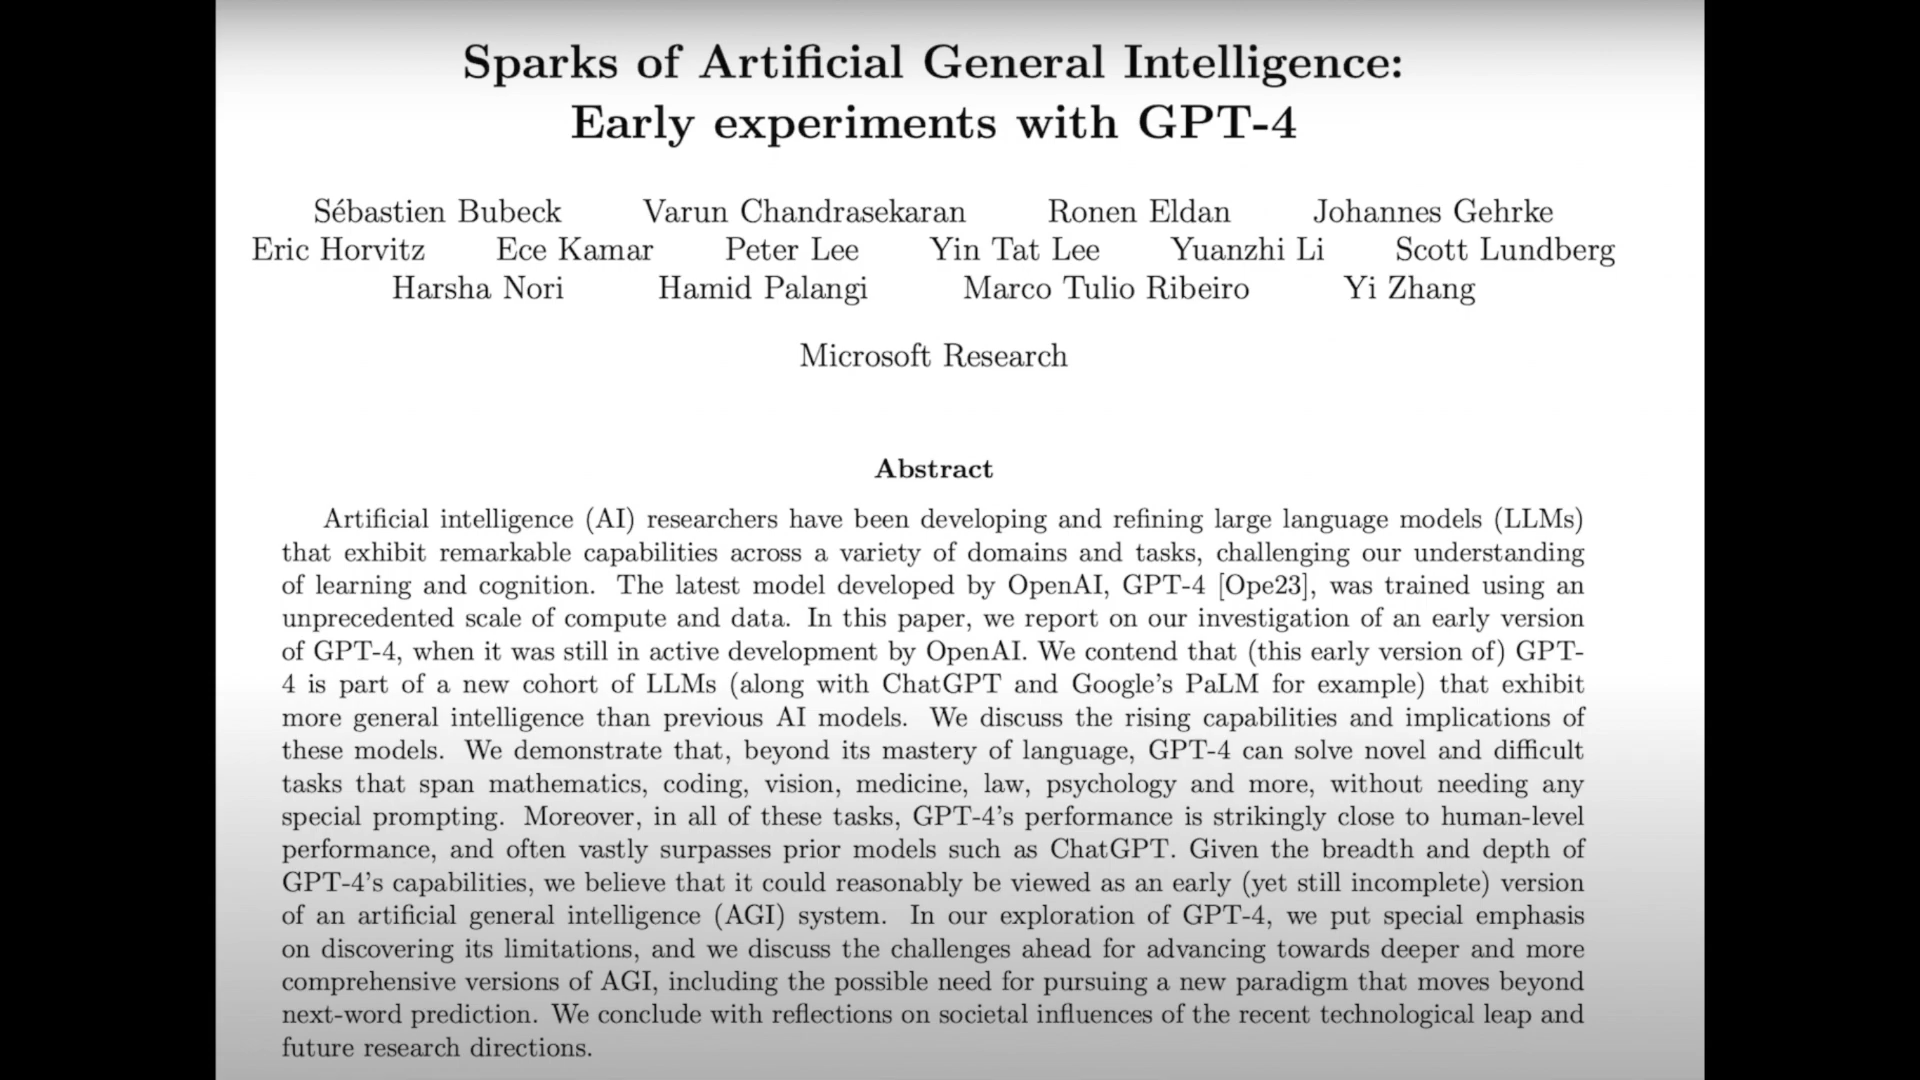 Sparks of Artificial General Intelligence:
Early experiments with GPT-4
Sébastien Bubeck Varun Chandrasekaran Ronen Eldan Johannes Gehrke
Eric Horvitz Ece Kamar Peter Lee Yin Tat Lee Yuanzhi Li Scott Lundberg
Harsha Nori Hamid Palangi Marco Tulio Ribeiro Yi Zhang
Microsoft Research
Abstract
Artificial intelligence (AI) researchers have been developing and refining large language models (LLMs)
that exhibit remarkable capabilities across a variety of domains and tasks, challenging our understanding
of learning and cognition. The latest model developed by OpenAI, GPT-4 [Ope23], was trained using an
unprecedented scale of compute and data. In this paper, we report on our investigation of an early version
of GPT-4, when it was still in active development by OpenAI. We contend that (this early version of) GPT-
4 is part of a new cohort of LLMs (along with ChatGPT and Google's PaLM for example) that exhibit
more general intelligence than previous AI models. We discuss the rising capabilities and implications of
these models. We demonstrate that, beyond its mastery of language, GPT-4 can solve novel and difficult
tasks that span mathematics, coding, vision, medicine, law, psychology and more, without needing any
special prompting. Moreover, in all of these tasks, GPT-4's performance is strikingly close to human-level
performance, and often vastly surpasses prior models such as ChatGPT. Given the breadth and depth of
GPT-4's capabilities, we believe that it could reasonably be viewed as an early (yet still incomplete) version
of an artificial general intelligence (AGI) system. In our exploration of GPT-4, we put special emphasis
on discovering its limitations, and we discuss the challenges ahead for advancing towards deeper and more
comprehensive versions of AGI, including the possible need for pursuing a new paradigm that moves beyond
next-word prediction. We conclude with reflections on societal influences of the recent technological leap and
future research directions.